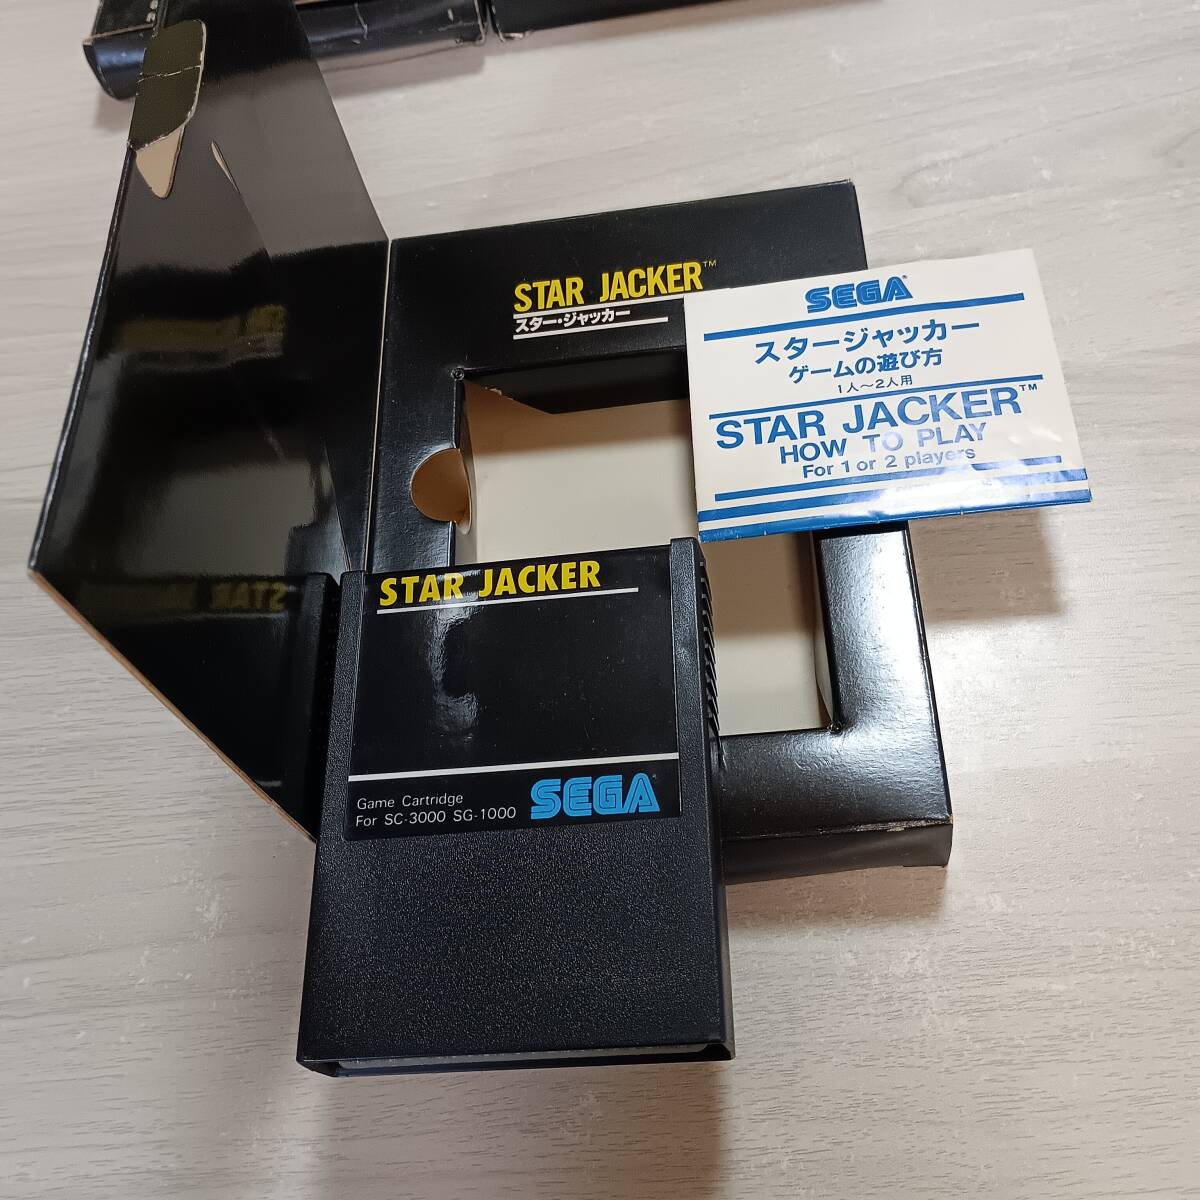 STAR JACKER™
スター・ジャッカー
SEGA
スタージャッカー
ゲームの遊び方
1人〜2人用
STAR JACKER™
HOW TO PLAY
For 1 or 2 players
STAR JACKER
Game Cartridge
For SC-3000 SG-1000
SEGA